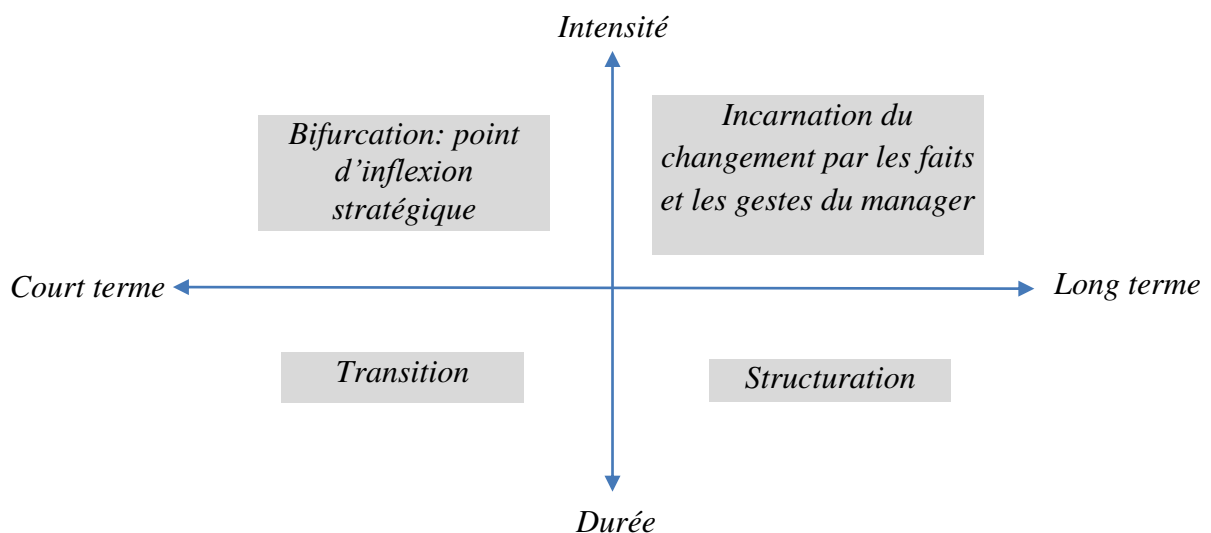 Intensité
Bifurcation: point
d’inflexion
stratégique
Incarnation du
changement par les faits
et les gestes du manager
Court terme
Long terme
Transition
Structuration
Durée